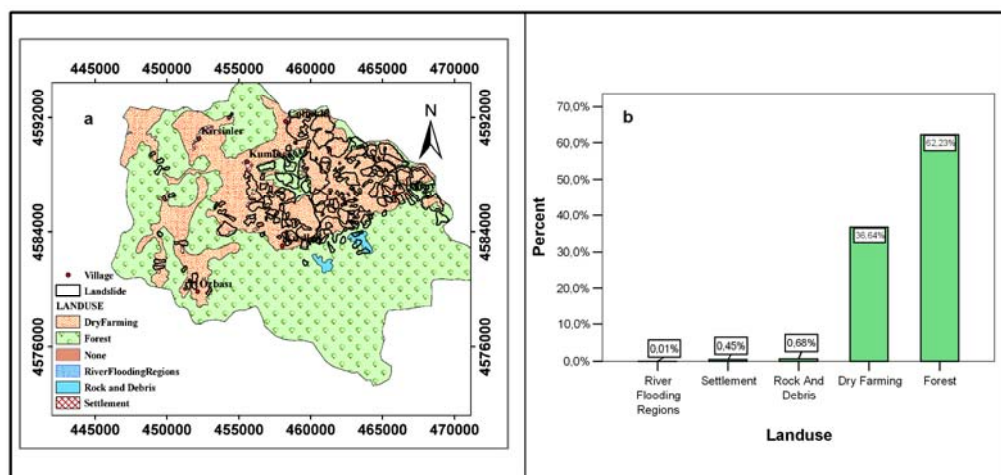 445000 450000 455000 460000 465000 470000
a
N
4592000
4584000
4576000
4592000
4584000
4576000
Kirsinler
Village
Landslide
LANDUSE
DryFarming
Forest
None
RiverFloodingRegions
Rock and Debris
Settlement
445000 450000 455000 460000 465000 470000
b
Percent
70,0%
60,0%
50,0%
40,0%
30,0%
20,0%
10,0%
0,0%
0,01%
0,45%
0,68%
36,64%
62,23%
River
Flooding
Regions
Settlement
Rock And
Debris
Dry Farming
Forest
Landuse